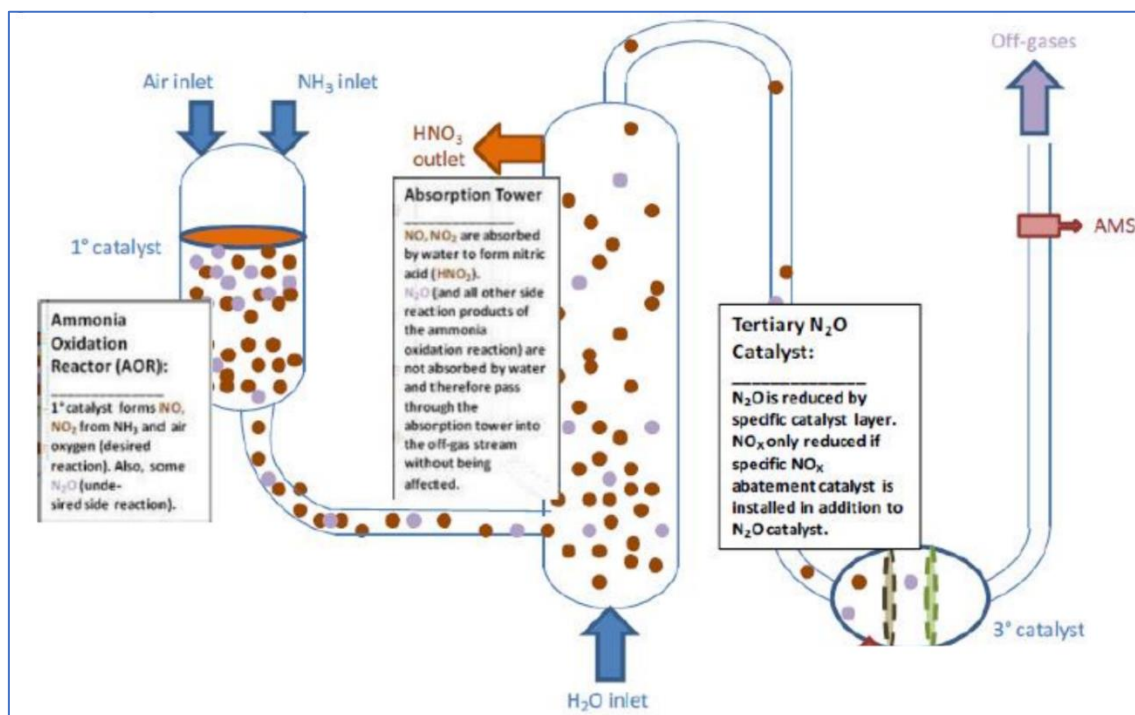 Off-gases
Air inlet
NH₃ inlet
HNO₃
outlet
Absorption Tower
NO, NO₂ are absorbed
by water to form nitric
acid (HNO₃).
N₂O (and all other side
reaction products of
the ammonia
oxidation reaction) are
not absorbed by water
and therefore pass
through the
absorption tower into
the off-gas stream
without being
affected.
AMS
1° catalyst
Ammonia
Oxidation
Reactor (AOR):
1° catalyst forms NO,
NO₂ from NH₃ and air
oxygen (desired
reaction). Also, some
N₂O (unde-
sired side reaction).
Tertiary N₂O
Catalyst:
N₂O is reduced by
specific catalyst layer.
NOₓ only reduced if
specific NOₓ
abatement catalyst is
installed in addition to
N₂O catalyst.
3° catalyst
H₂O inlet